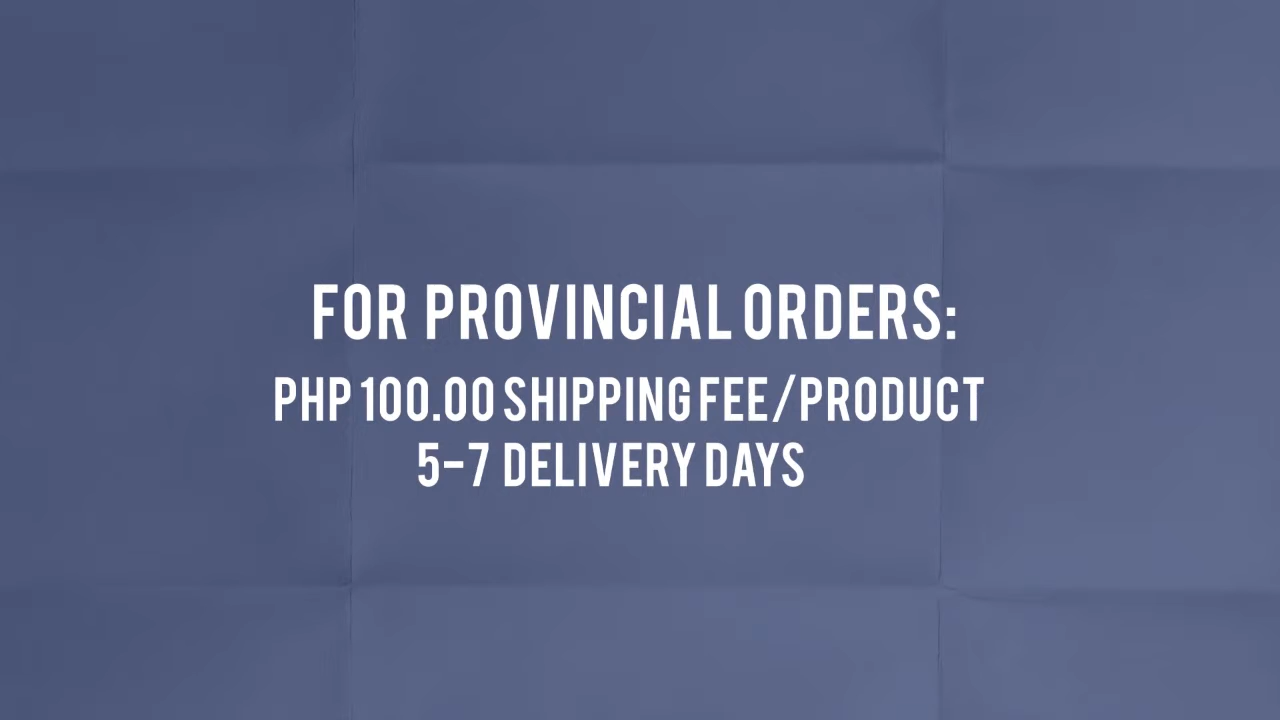 FOR PROVINCIAL ORDERS:
PHP 100.00 SHIPPING FEE/PRODUCT
5-7 DELIVERY DAYS